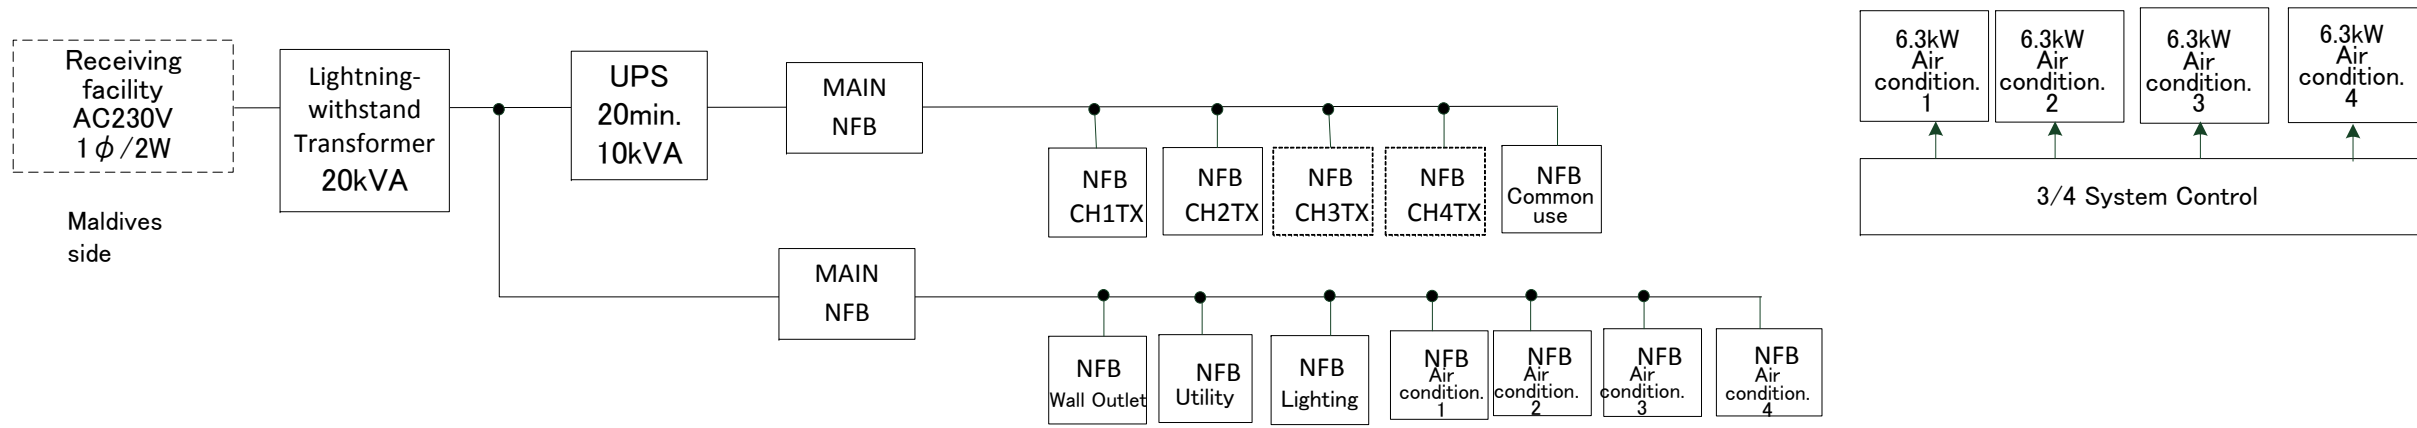 Receiving
facility
AC230V
1φ/2W
Maldives
side
Lightning-
withstand
Transformer
20kVA
UPS
20min.
10kVA
MAIN
NFB
NFB
CH1TX
NFB
CH2TX
NFB
CH3TX
NFB
CH4TX
NFB
Common
use
MAIN
NFB
NFB
Wall Outlet
NFB
Utility
NFB
Lighting
NFB
Air
condition.
1
NFB
Air
condition.
2
NFB
Air
condition.
3
NFB
Air
condition.
4
6.3kW
Air
condition.
1
6.3kW
Air
condition.
2
6.3kW
Air
condition.
3
6.3kW
Air
condition.
4
3/4 System Control